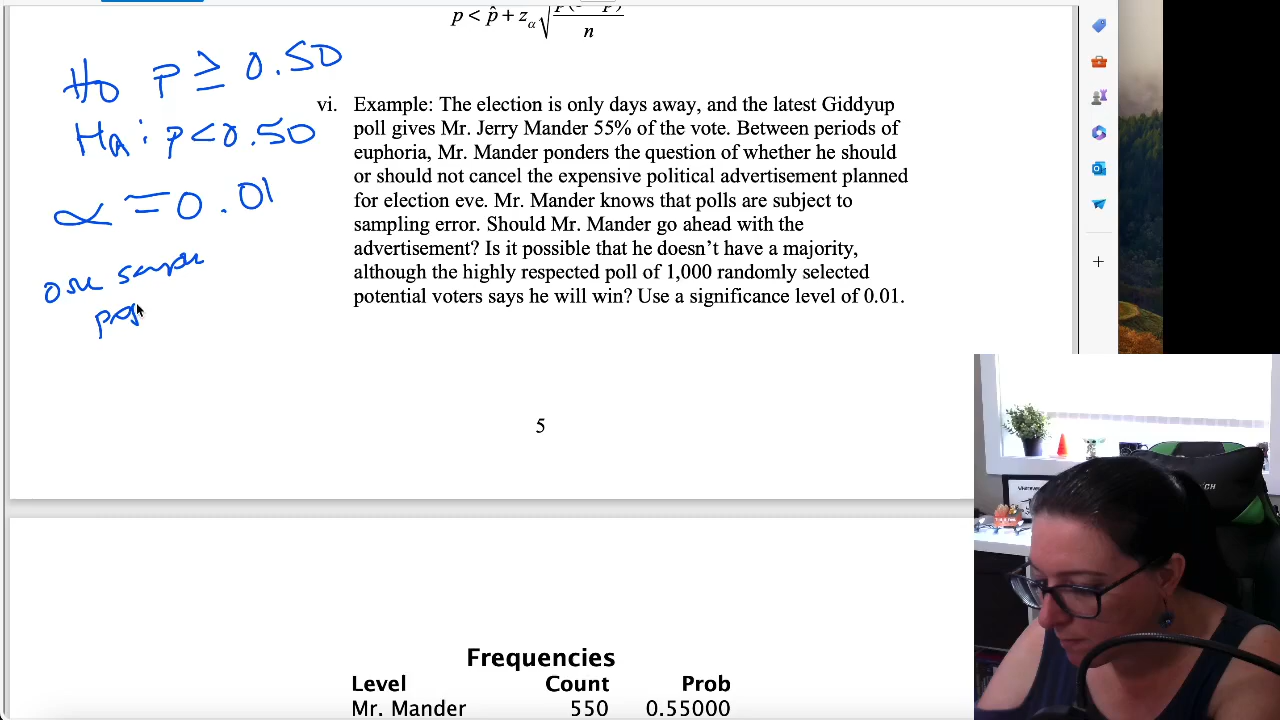 p < p̂ + zα √ p(1 − p) / n
H0 P ≥ 0.50
HA : p < 0.50
α = 0.01
one sample
vi. Example: The election is only days away, and the latest Giddyup
poll gives Mr. Jerry Mander 55% of the vote. Between periods of
euphoria, Mr. Mander ponders the question of whether he should
or should not cancel the expensive political advertisement planned
for election eve. Mr. Mander knows that polls are subject to
sampling error. Should Mr. Mander go ahead with the
advertisement? Is it possible that he doesn’t have a majority,
although the highly respected poll of 1,000 randomly selected
potential voters says he will win? Use a significance level of 0.01.
5
Frequencies
Level Count Prob
Mr. Mander 550 0.55000